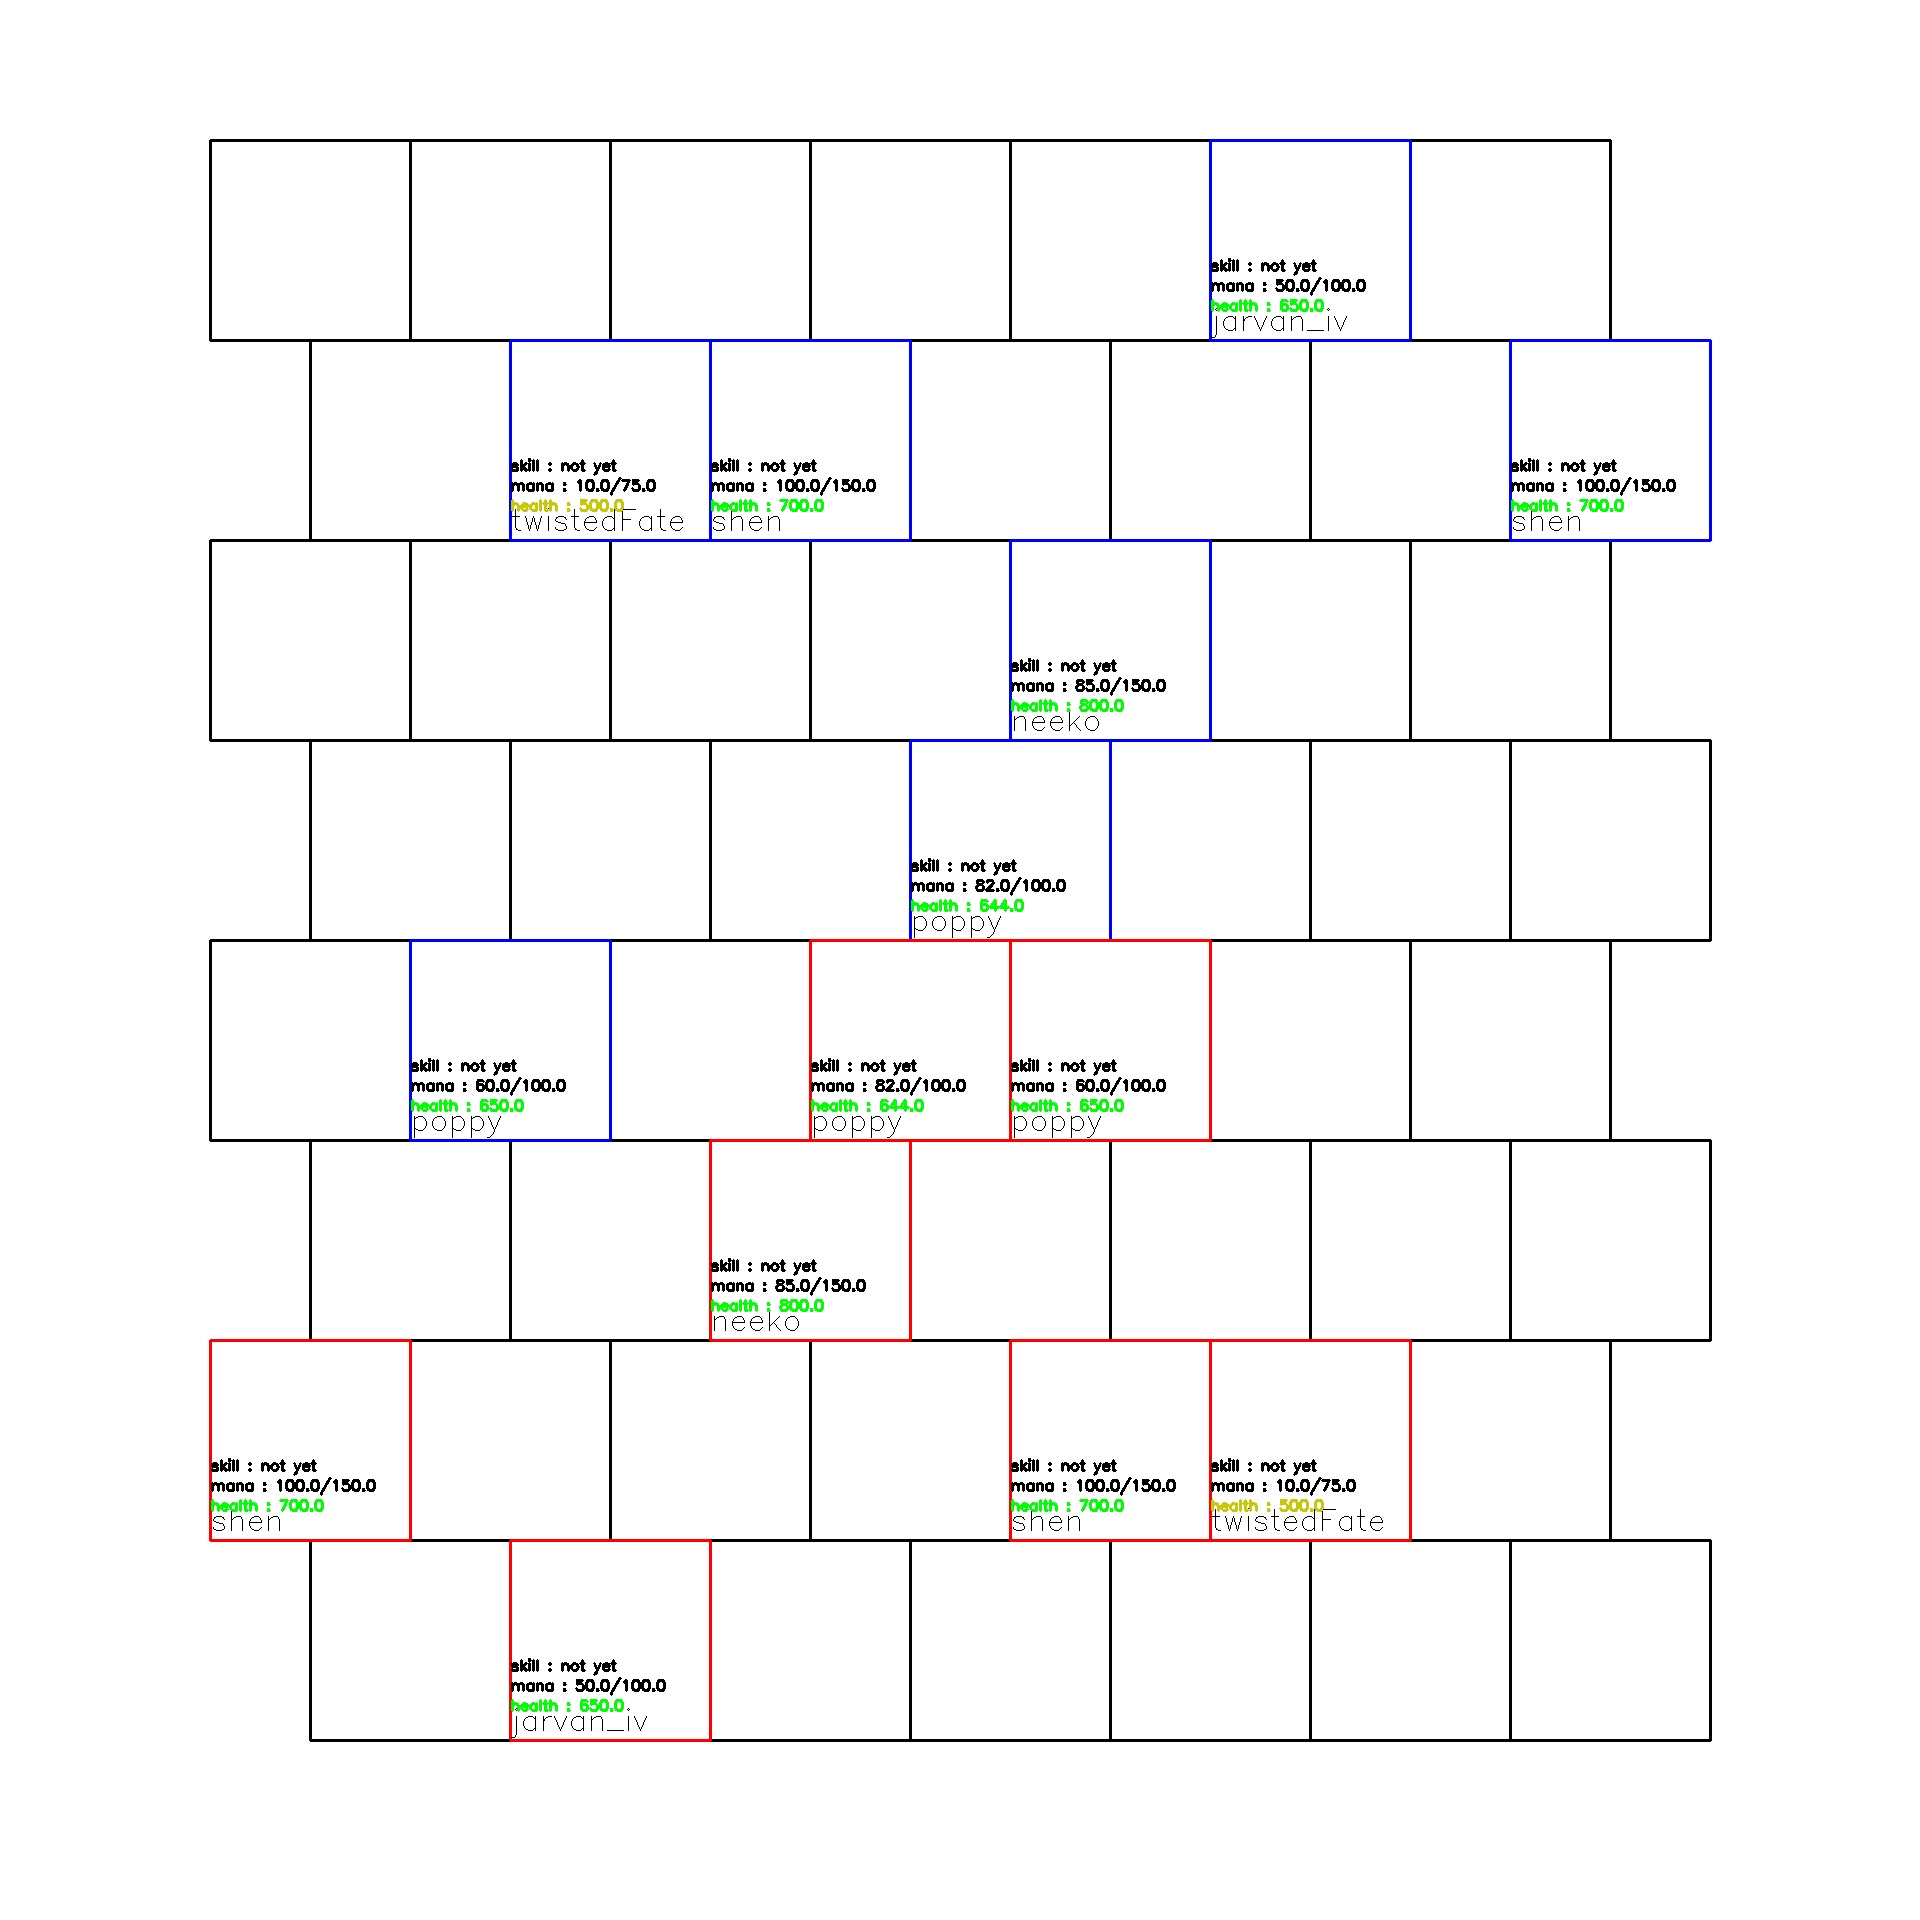 skill : not yet
mana : 50.0/100.0
health : 650.0
jarvan_iv
skill : not yet
mana : 10.0/75.0
health : 500.0
twistedFate
skill : not yet
mana : 100.0/150.0
health : 700.0
shen
skill : not yet
mana : 100.0/150.0
health : 700.0
shen
skill : not yet
mana : 85.0/150.0
health : 800.0
neeko
skill : not yet
mana : 82.0/100.0
health : 644.0
poppy
skill : not yet
mana : 60.0/100.0
health : 650.0
poppy
skill : not yet
mana : 82.0/100.0
health : 644.0
poppy
skill : not yet
mana : 60.0/100.0
health : 650.0
poppy
skill : not yet
mana : 85.0/150.0
health : 800.0
neeko
skill : not yet
mana : 100.0/150.0
health : 700.0
shen
skill : not yet
mana : 100.0/150.0
health : 700.0
shen
skill : not yet
mana : 10.0/75.0
health : 500.0
twistedFate
skill : not yet
mana : 50.0/100.0
health : 650.0
jarvan_iv